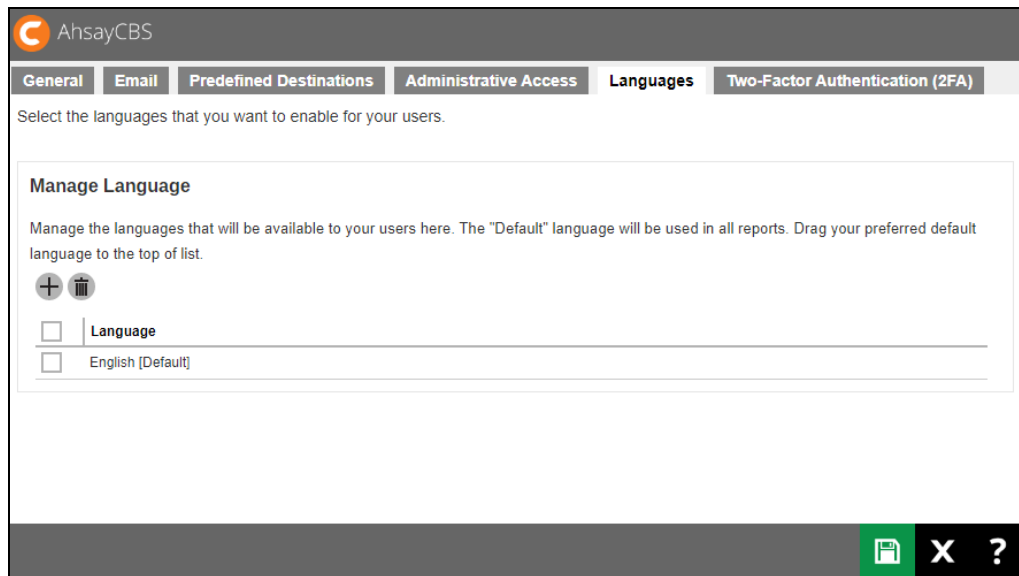 AhsayCBS
General Email Predefined Destinations Administrative Access Languages Two-Factor Authentication (2FA)
Select the languages that you want to enable for your users.
Manage Language
Manage the languages that will be available to your users here. The "Default" language will be used in all reports. Drag your preferred default
language to the top of list.
Language
English [Default]
X ?